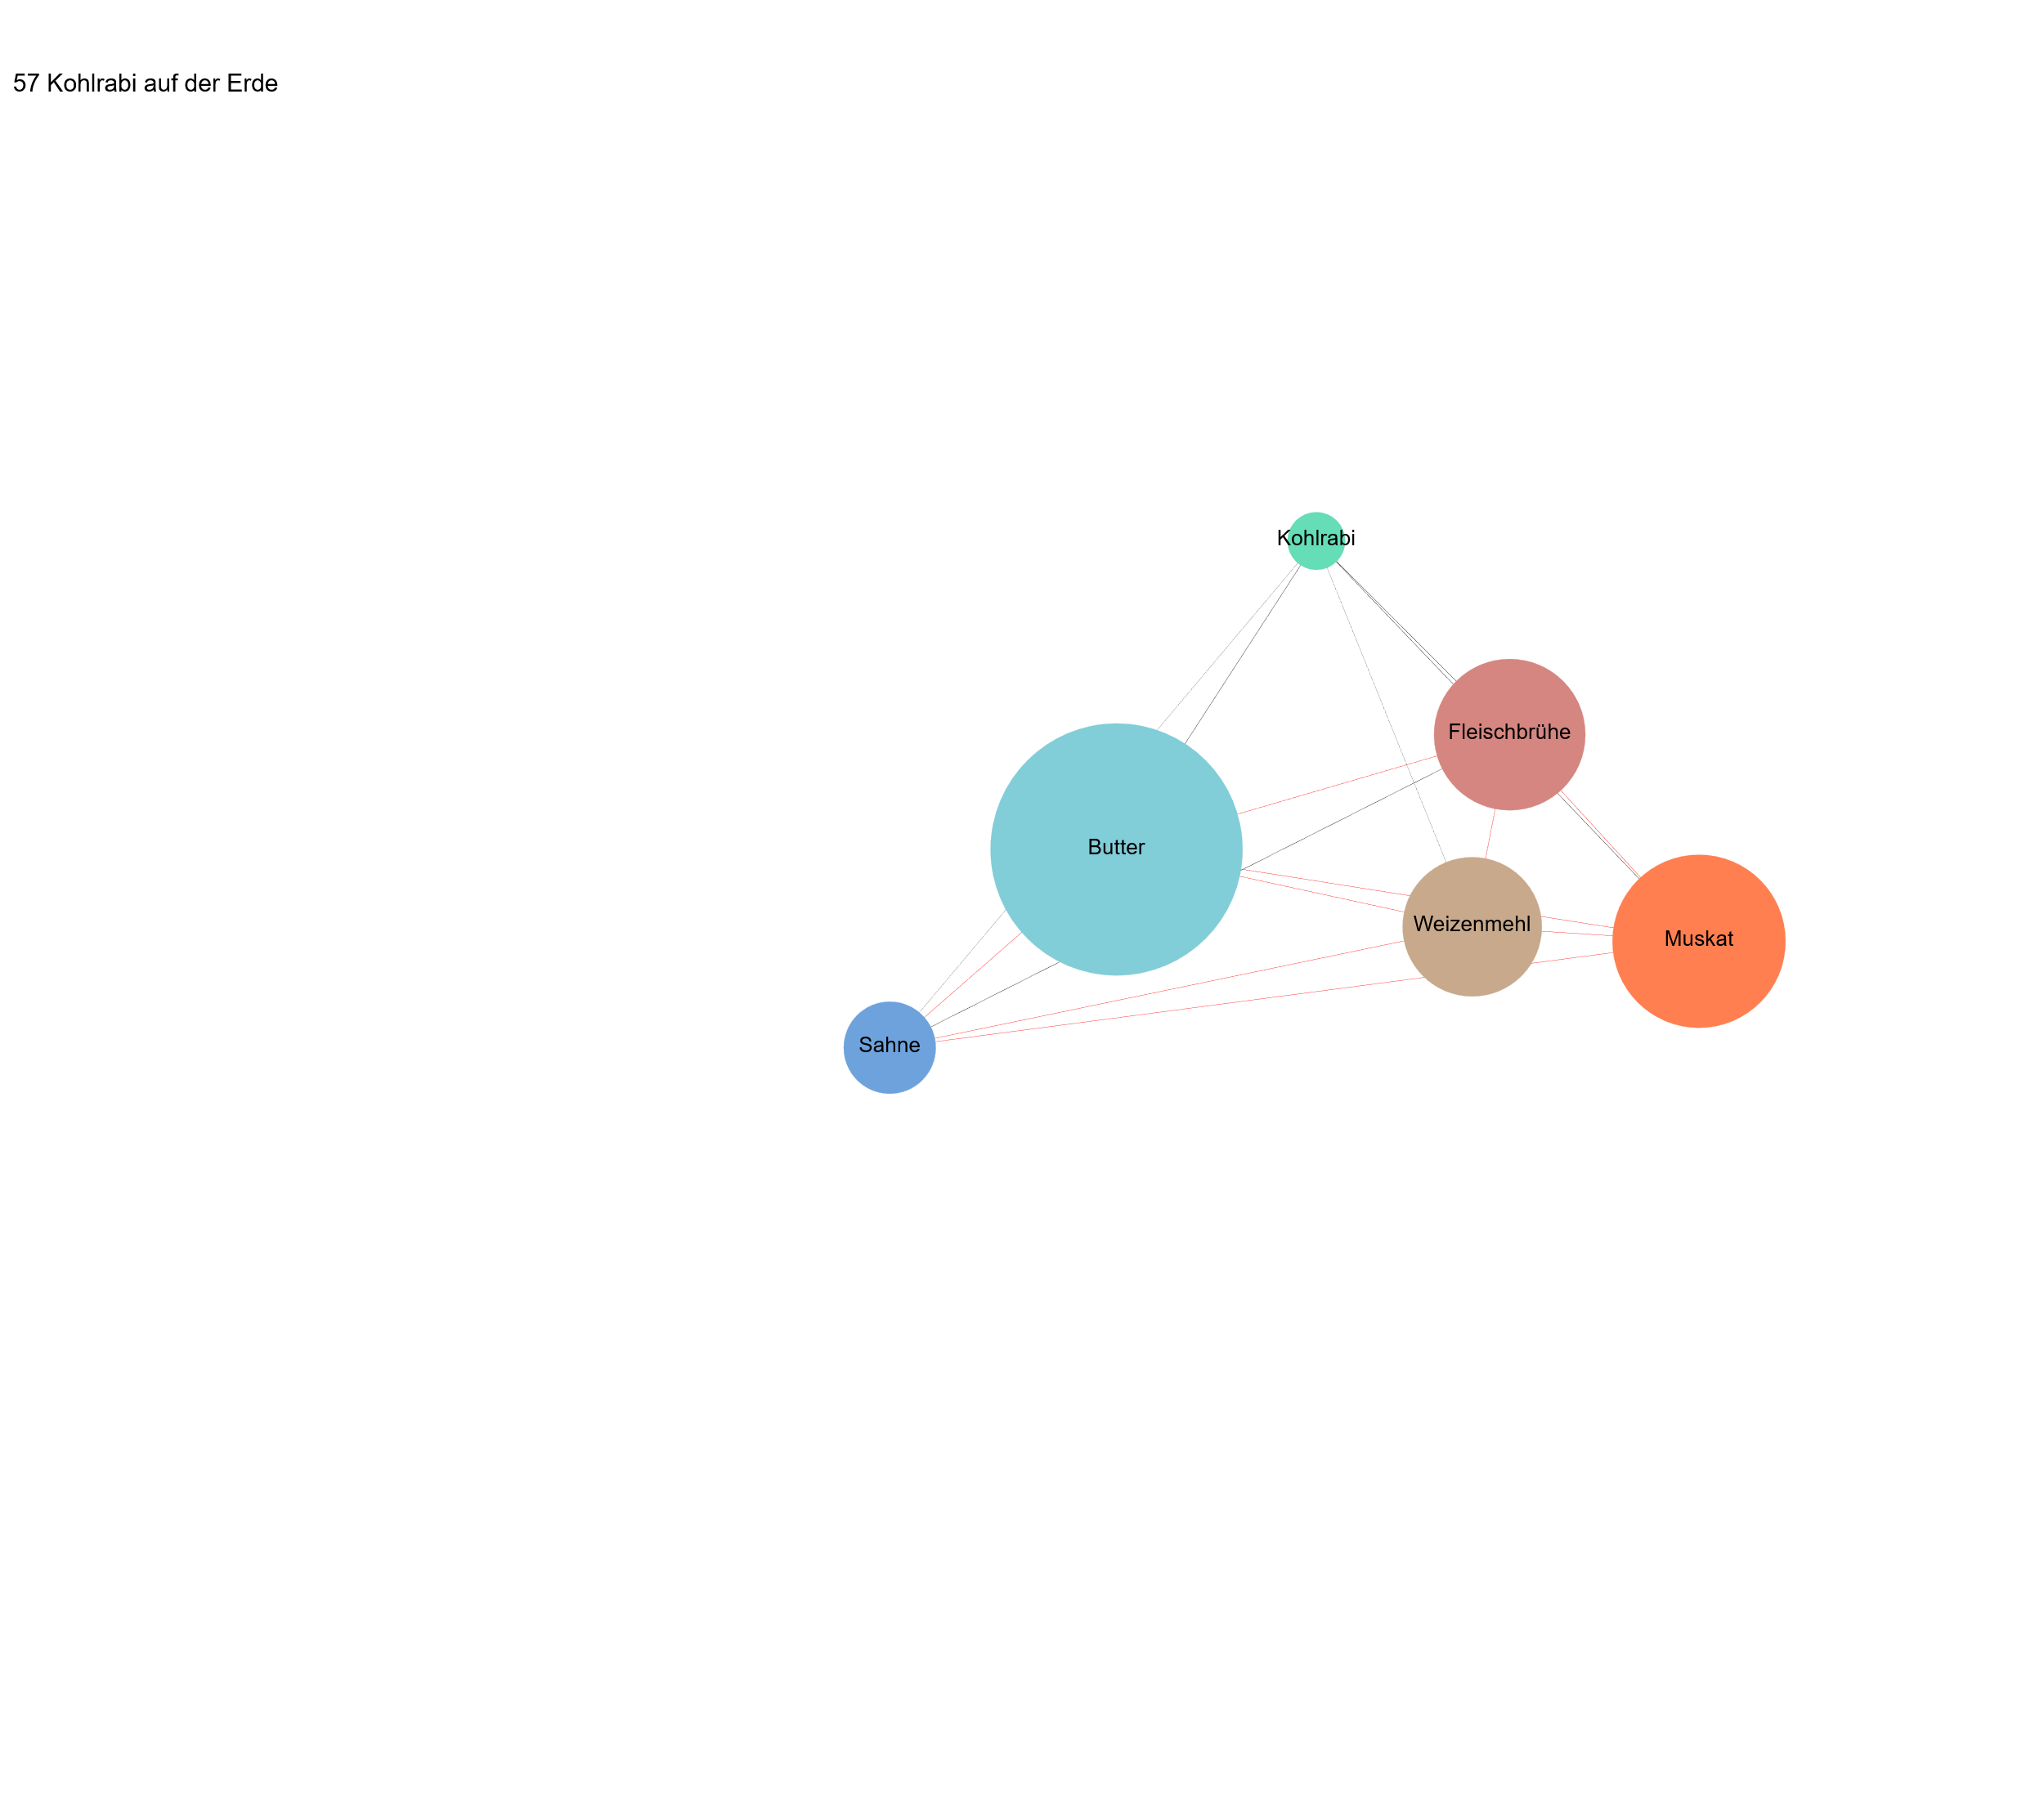 57 Kohlrabi auf der Erde
Kohlrabi
Fleischbrühe
Butter
Weizenmehl
Muskat
Sahne